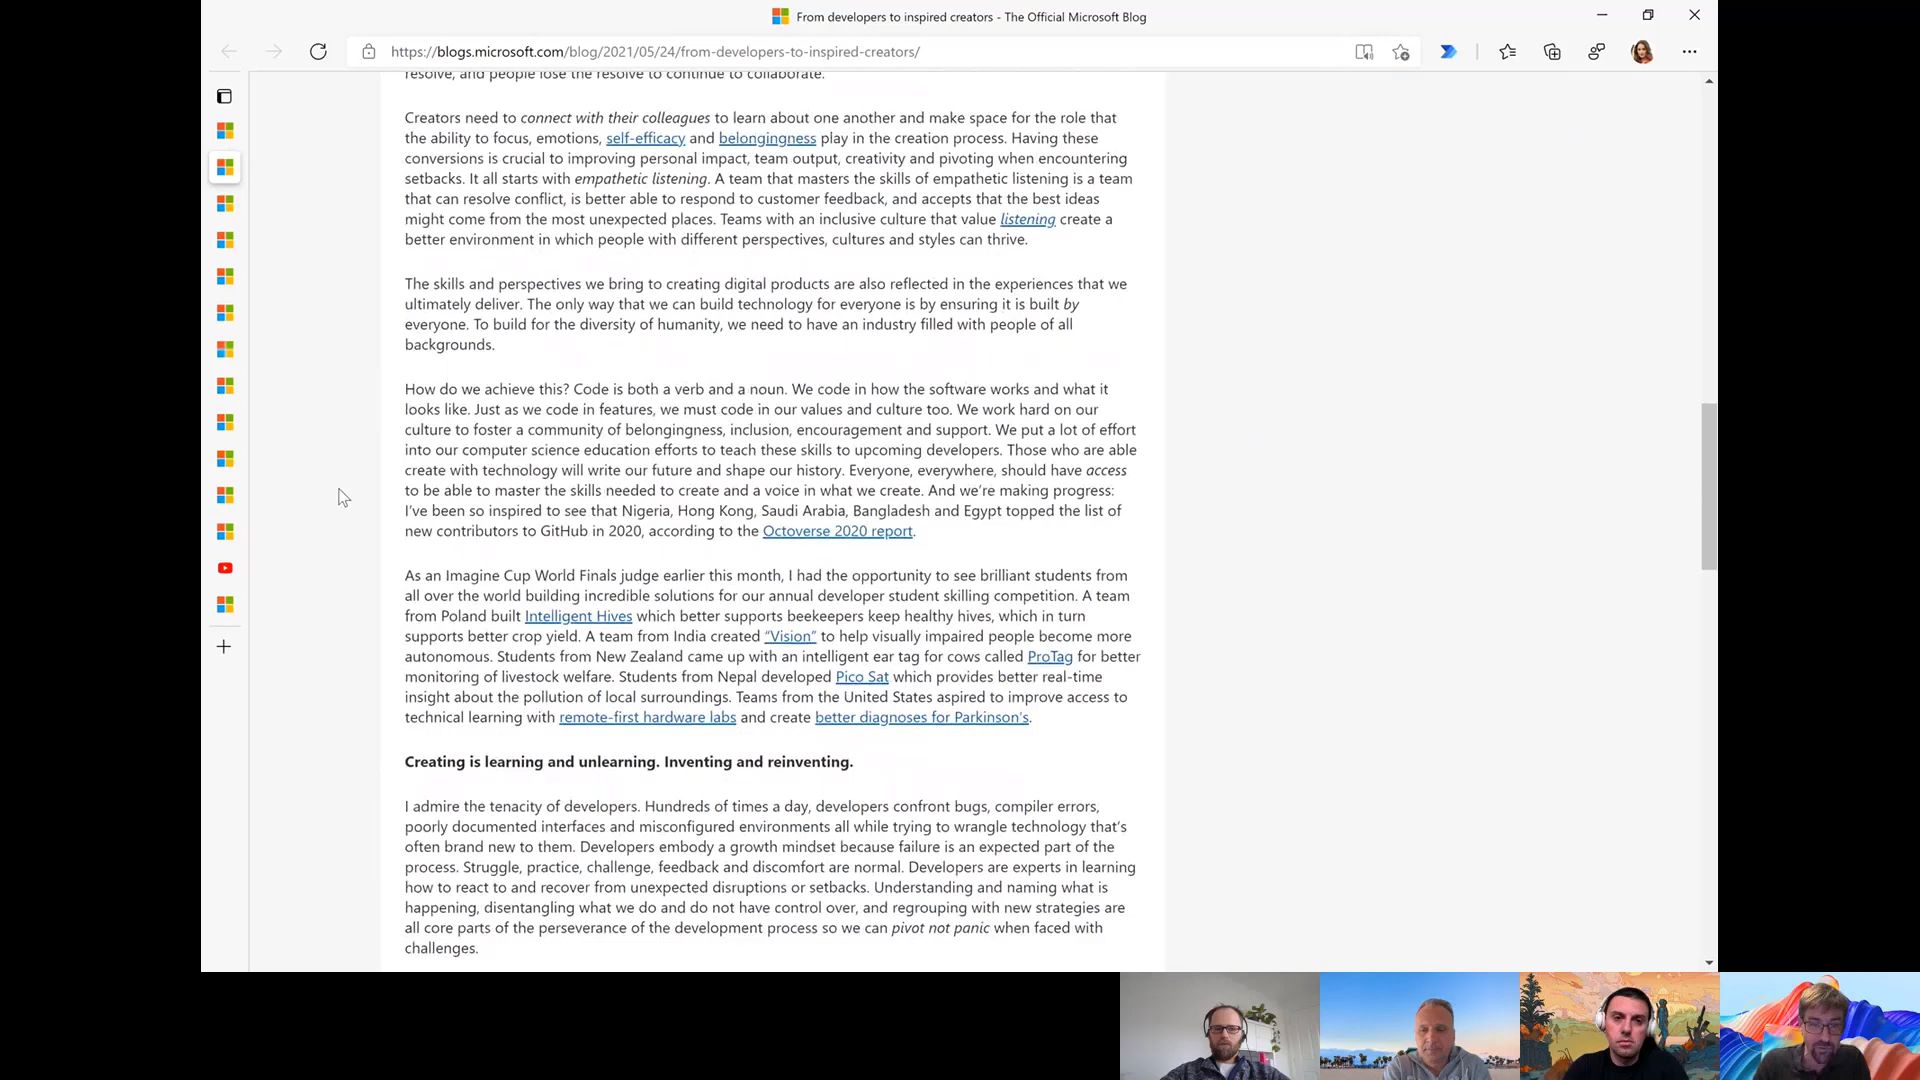 From developers to inspired creators - The Official Microsoft Blog
https://blogs.microsoft.com/blog/2021/05/24/from-developers-to-inspired-creators/
resolve, and people lose the resolve to continue to collaborate.
Creators need to connect with their colleagues to learn about one another and make space for the role that
the ability to focus, emotions, self-efficacy and belongingness play in the creation process. Having these
conversions is crucial to improving personal impact, team output, creativity and pivoting when encountering
setbacks. It all starts with empathetic listening. A team that masters the skills of empathetic listening is a team
that can resolve conflict, is better able to respond to customer feedback, and accepts that the best ideas
might come from the most unexpected places. Teams with an inclusive culture that value listening create a
better environment in which people with different perspectives, cultures and styles can thrive.
The skills and perspectives we bring to creating digital products are also reflected in the experiences that we
ultimately deliver. The only way that we can build technology for everyone is by ensuring it is built by
everyone. To build for the diversity of humanity, we need to have an industry filled with people of all
backgrounds.
How do we achieve this? Code is both a verb and a noun. We code in how the software works and what it
looks like. Just as we code in features, we must code in our values and culture too. We work hard on our
culture to foster a community of belongingness, inclusion, encouragement and support. We put a lot of effort
into our computer science education efforts to teach these skills to upcoming developers. Those who are able
create with technology will write our future and shape our history. Everyone, everywhere, should have access
to be able to master the skills needed to create and a voice in what we create. And we’re making progress:
I’ve been so inspired to see that Nigeria, Hong Kong, Saudi Arabia, Bangladesh and Egypt topped the list of
new contributors to GitHub in 2020, according to the Octoverse 2020 report.
As an Imagine Cup World Finals judge earlier this month, I had the opportunity to see brilliant students from
all over the world building incredible solutions for our annual developer student skilling competition. A team
from Poland built Intelligent Hives which better supports beekeepers keep healthy hives, which in turn
supports better crop yield. A team from India created “Vision” to help visually impaired people become more
autonomous. Students from New Zealand came up with an intelligent ear tag for cows called ProTag for better
monitoring of livestock welfare. Students from Nepal developed Pico Sat which provides better real-time
insight about the pollution of local surroundings. Teams from the United States aspired to improve access to
technical learning with remote-first hardware labs and create better diagnoses for Parkinson’s.
Creating is learning and unlearning. Inventing and reinventing.
I admire the tenacity of developers. Hundreds of times a day, developers confront bugs, compiler errors,
poorly documented interfaces and misconfigured environments all while trying to wrangle technology that’s
often brand new to them. Developers embody a growth mindset because failure is an expected part of the
process. Struggle, practice, challenge, feedback and discomfort are normal. Developers are experts in learning
how to react to and recover from unexpected disruptions or setbacks. Understanding and naming what is
happening, disentangling what we do and do not have control over, and regrouping with new strategies are
all core parts of the perseverance of the development process so we can pivot not panic when faced with
challenges.